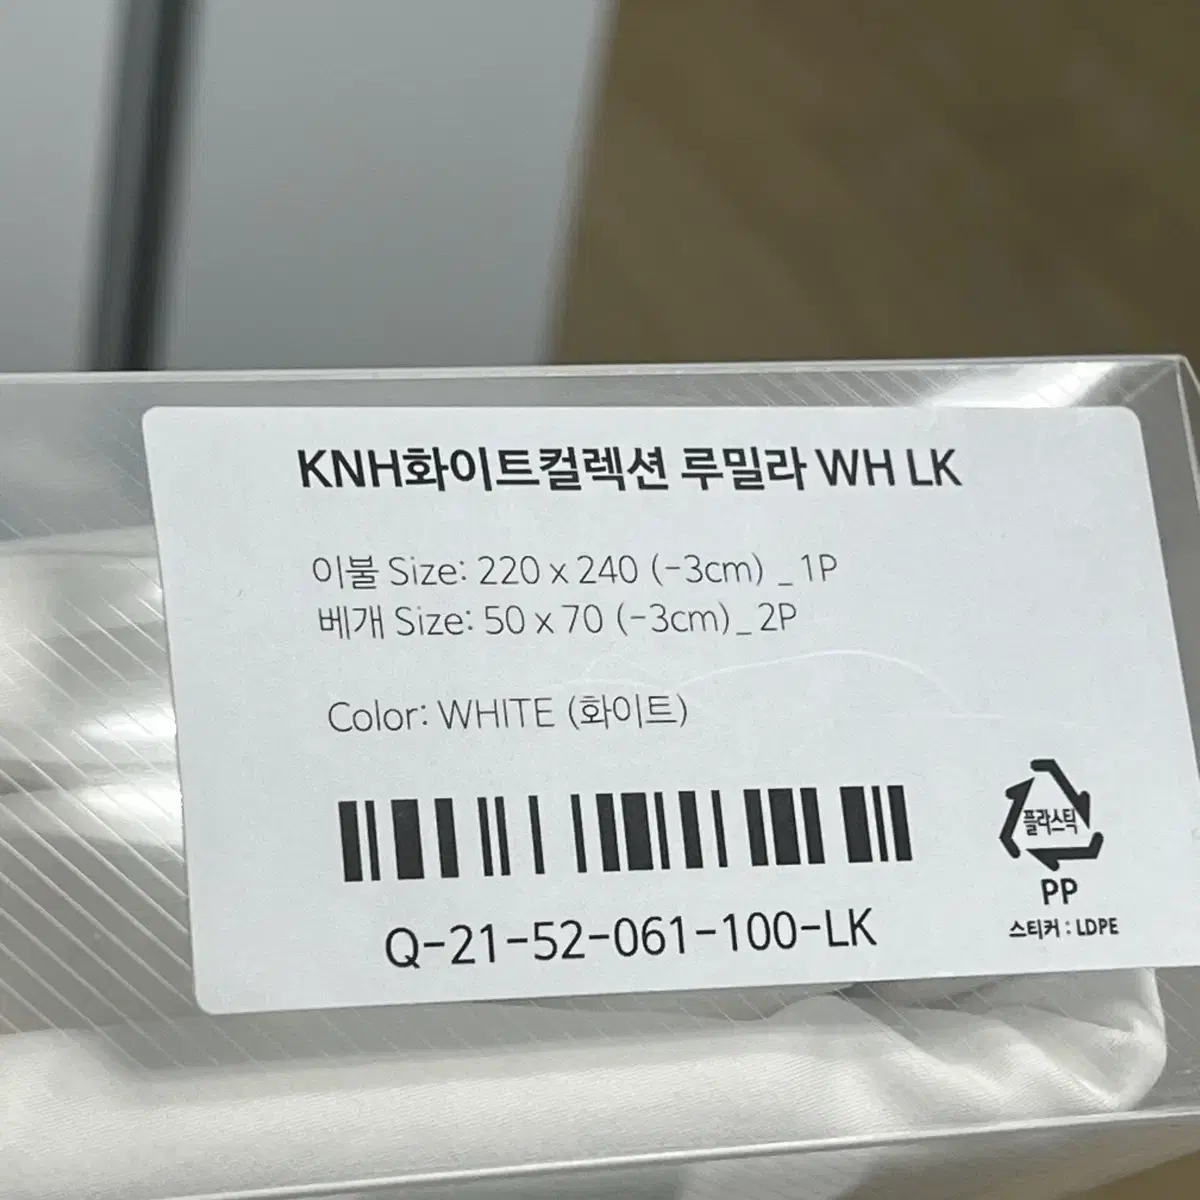 KNH화이트컬렉션 루밀라 WH LK
이불 Size: 220 x 240 (-3cm) _ 1P
베개 Size: 50 x 70 (-3cm)_ 2P
Color: WHITE (화이트)
플라스틱
PP
스티커 : LDPE
Q-21-52-061-100-LK